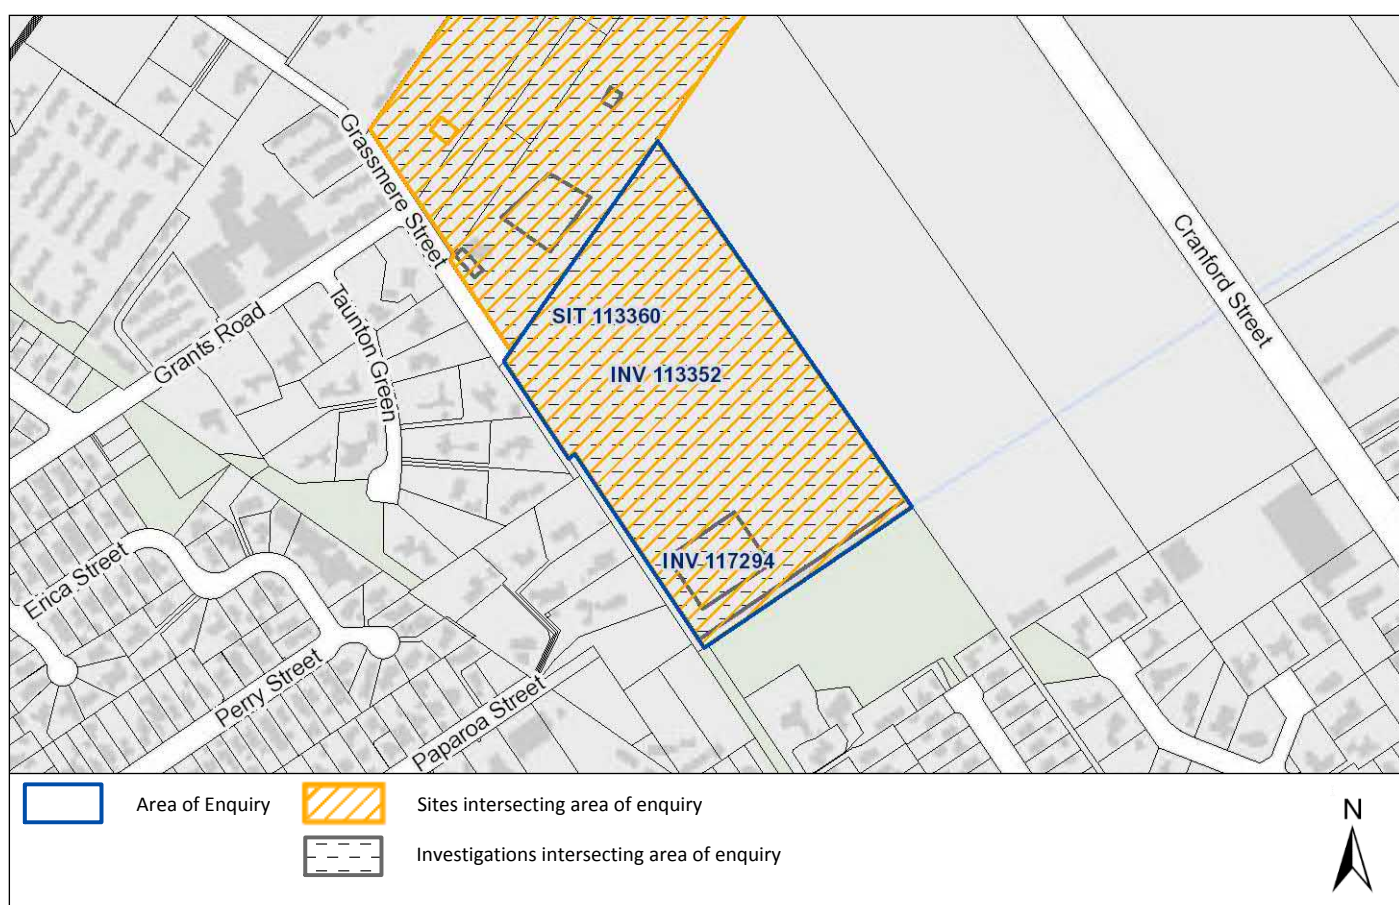 Grassmere Street
Cranford Street
Grants Road
Taunton Green
SIT 113360
INV 113352
INV 117294
Erica Street
Perry Street
Paparoa Street
Area of Enquiry
Sites intersecting area of enquiry
Investigations intersecting area of enquiry
N